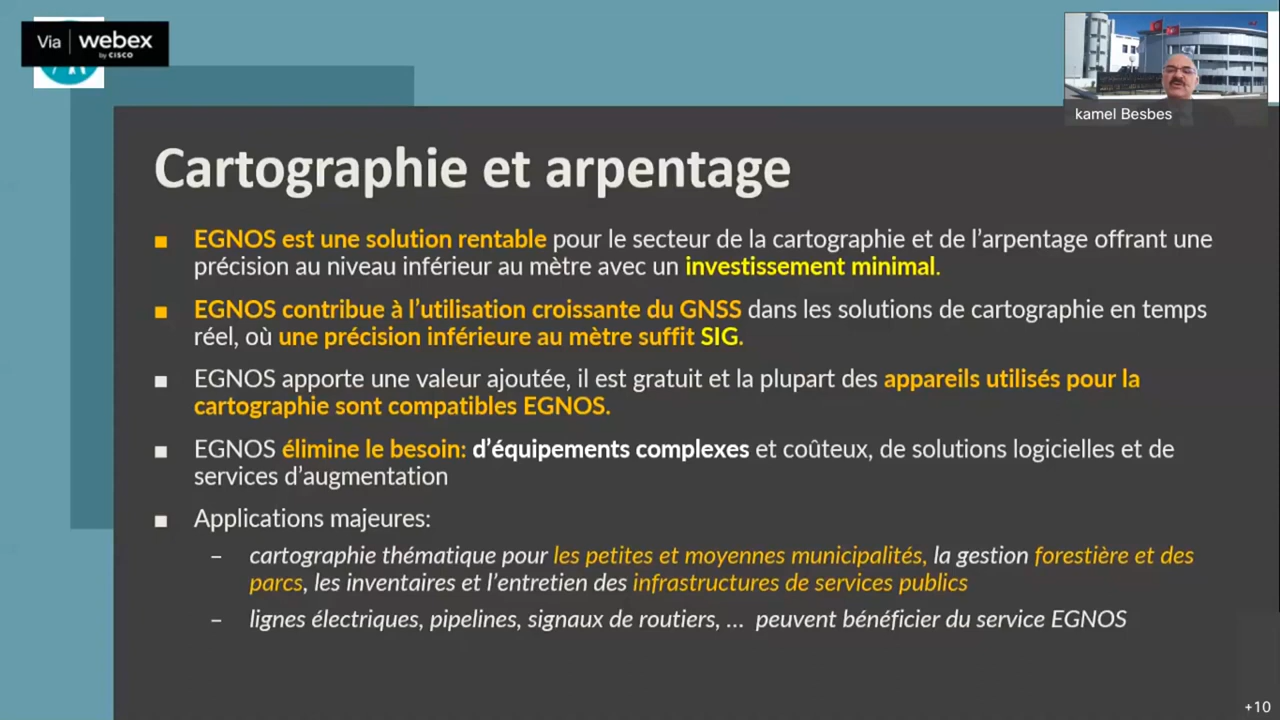 Via webex
by CISCO
kamel Besbes
Cartographie et arpentage
EGNOS est une solution rentable pour le secteur de la cartographie et de l'arpentage offrant une
précision au niveau inférieur au mètre avec un investissement minimal.
EGNOS contribue à l'utilisation croissante du GNSS dans les solutions de cartographie en temps
réel, où une précision inférieure au mètre suffit SIG.
EGNOS apporte une valeur ajoutée, il est gratuit et la plupart des appareils utilisés pour la
cartographie sont compatibles EGNOS.
EGNOS élimine le besoin: d'équipements complexes et coûteux, de solutions logicielles et de
services d'augmentation
Applications majeures:
– cartographie thématique pour les petites et moyennes municipalités, la gestion forestière et des
parcs, les inventaires et l'entretien des infrastructures de services publics
– lignes électriques, pipelines, signaux de routiers, ... peuvent bénéficier du service EGNOS
+10